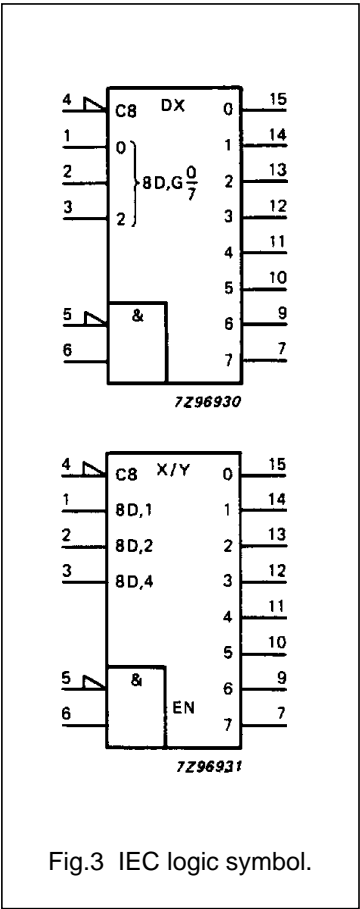 4 C8 DX 0 15
1 0 1 14
2 8D,G 0/7 2 13
3 2 3 12
4 11
5 10
5 & 6 9
6 7 7
7Z96930
4 C8 X/Y 0 15
1 8D,1 1 14
2 8D,2 2 13
3 8D,4 3 12
4 11
5 10
5 & 6 9
6 EN 7 7
7Z96931
Fig.3 IEC logic symbol.